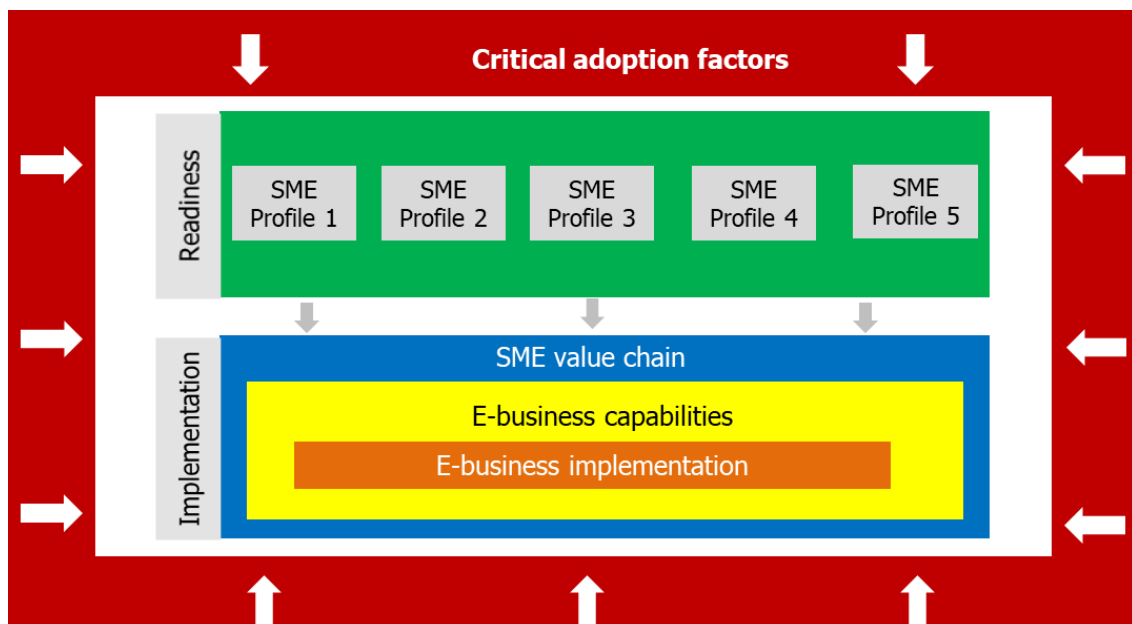 Critical adoption factors
Readiness
SME
Profile 1
SME
Profile 2
SME
Profile 3
SME
Profile 4
SME
Profile 5
Implementation
SME value chain
E-business capabilities
E-business implementation